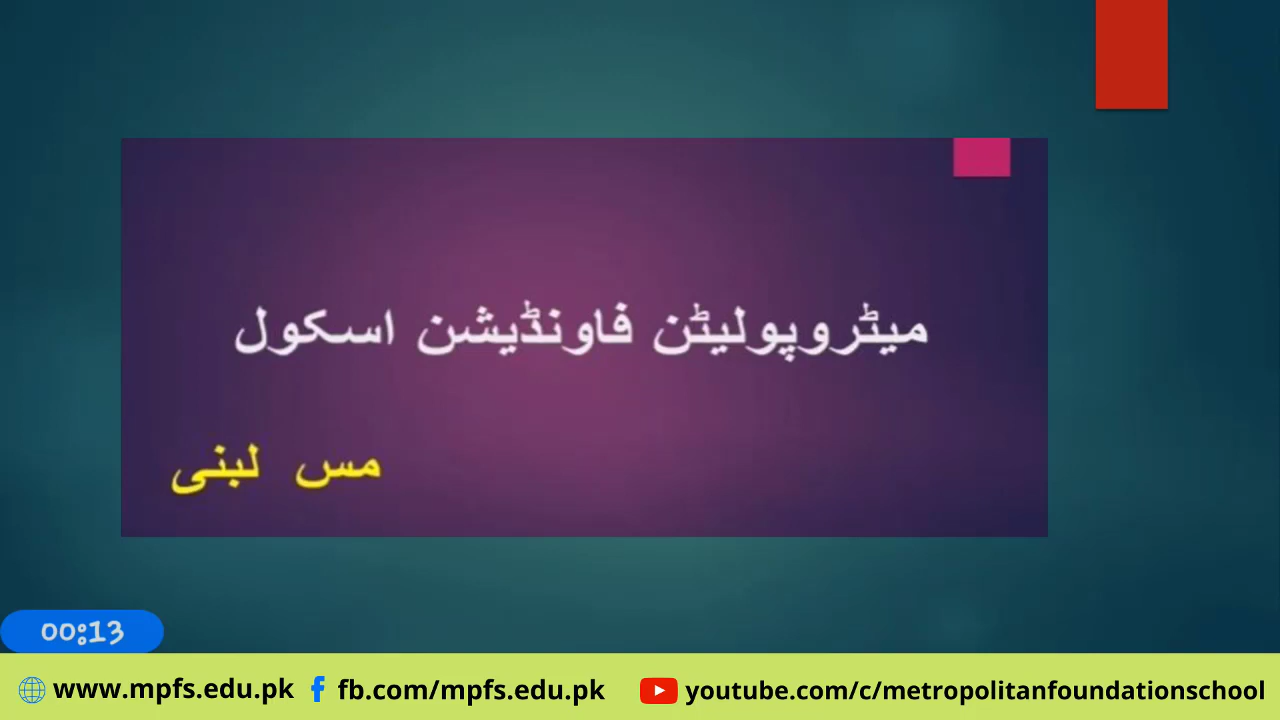 میٹروپولیٹن فاونڈیشن اسکول
مس لبنی
00:13
www.mpfs.edu.pk fb.com/mpfs.edu.pk youtube.com/c/metropolitanfoundationschool